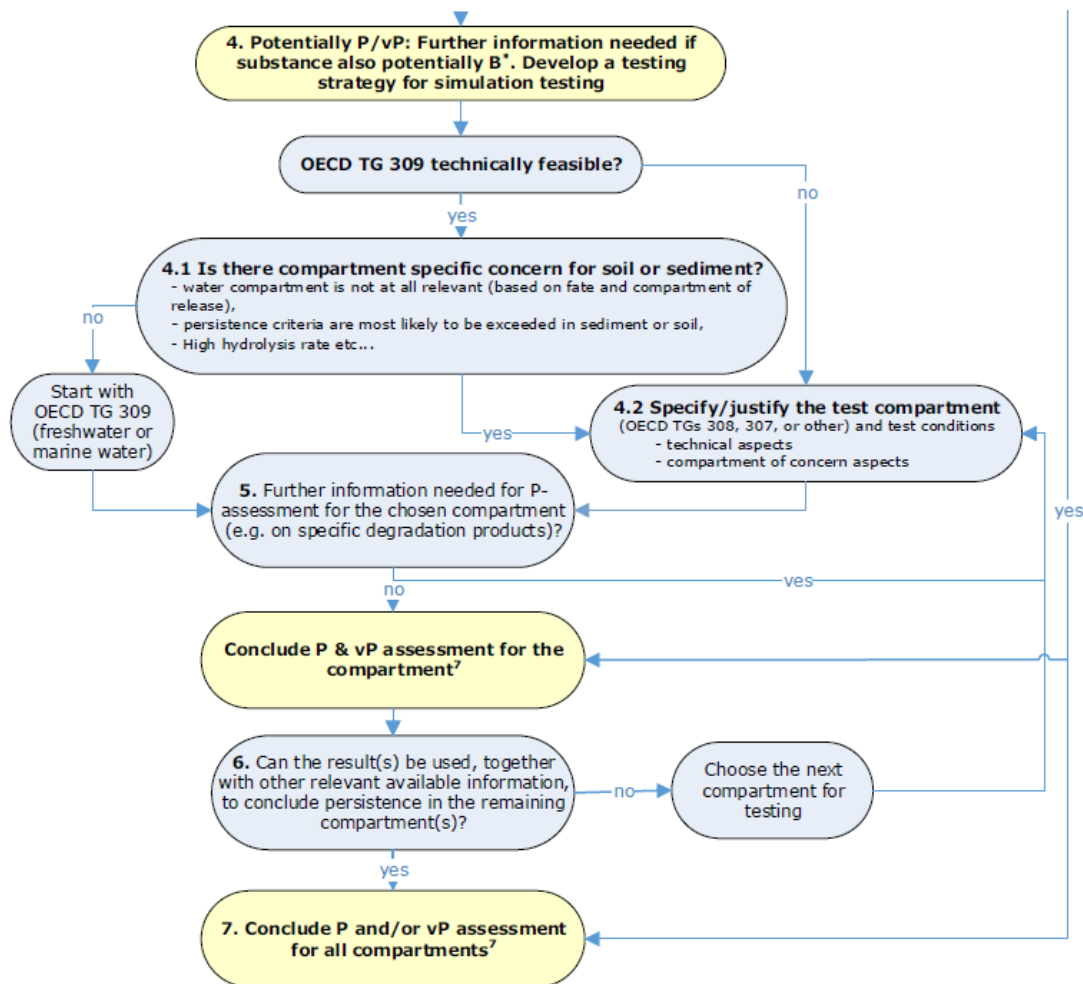 4. Potentially P/vP: Further information needed if
substance also potentially B*. Develop a testing
strategy for simulation testing
OECD TG 309 technically feasible?
no
yes
4.1 Is there compartment specific concern for soil or sediment?
- water compartment is not at all relevant (based on fate and compartment of
release),
- persistence criteria are most likely to be exceeded in sediment or soil,
- High hydrolysis rate etc...
no
Start with
OECD TG 309
(freshwater or
marine water)
yes
4.2 Specify/justify the test compartment
(OECD TGs 308, 307, or other) and test conditions
- technical aspects
- compartment of concern aspects
5. Further information needed for P-
assessment for the chosen compartment
(e.g. on specific degradation products)?
yes
yes
no
Conclude P & vP assessment for the
compartment⁷
6. Can the result(s) be used, together
with other relevant available information,
to conclude persistence in the remaining
compartment(s)?
no
Choose the next
compartment for
testing
yes
7. Conclude P and/or vP assessment
for all compartments⁷